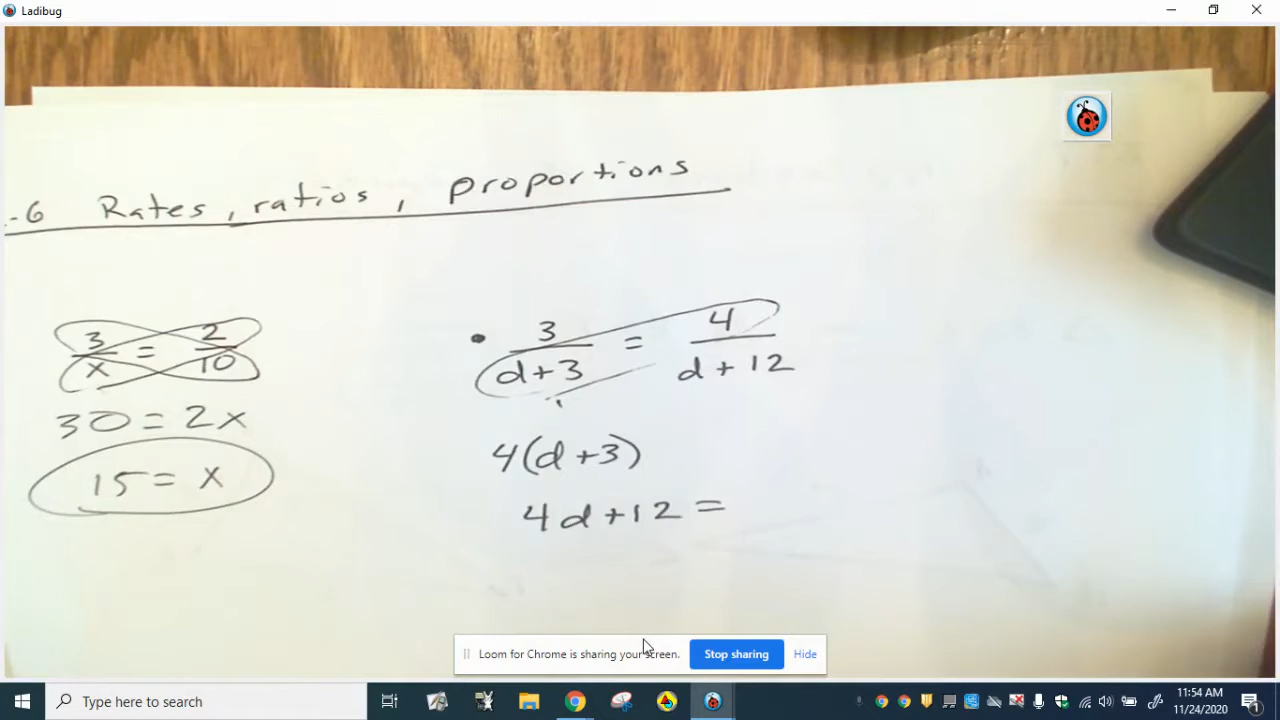 Ladibug
.-6 Rates, ratios, proportions
3/x = 2/10
30 = 2x
15 = x
• 3/(d+3) = 4/(d+12)
4(d+3)
4d+12 =
Loom for Chrome is sharing your screen. Stop sharing Hide
Type here to search
11:54 AM
11/24/2020
1